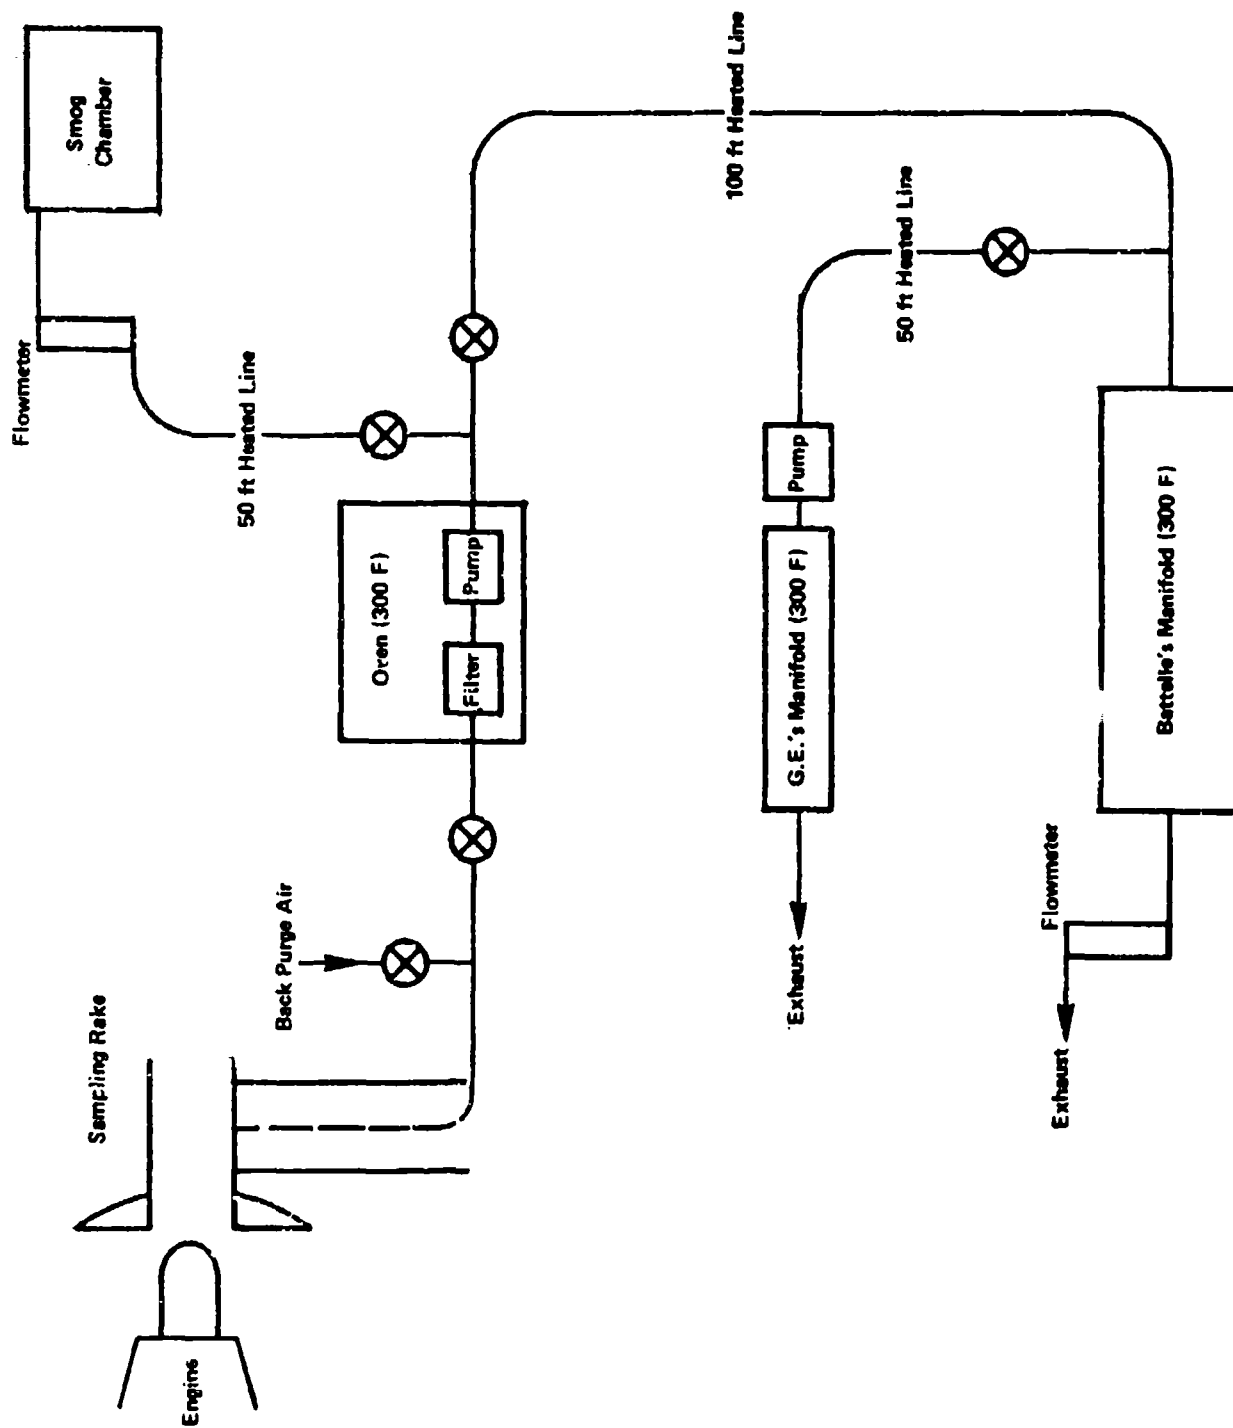 Engine
Sampling Rake
Back Purge Air
Oven (300 F)
Filter
Pump
50 ft Heated Line
Flowmeter
Smog
Chamber
100 ft Heated Line
50 ft Heated Line
Pump
G.E.'s Manifold (300 F)
Exhaust
Battelle's Manifold (300 F)
Flowmeter
Exhaust